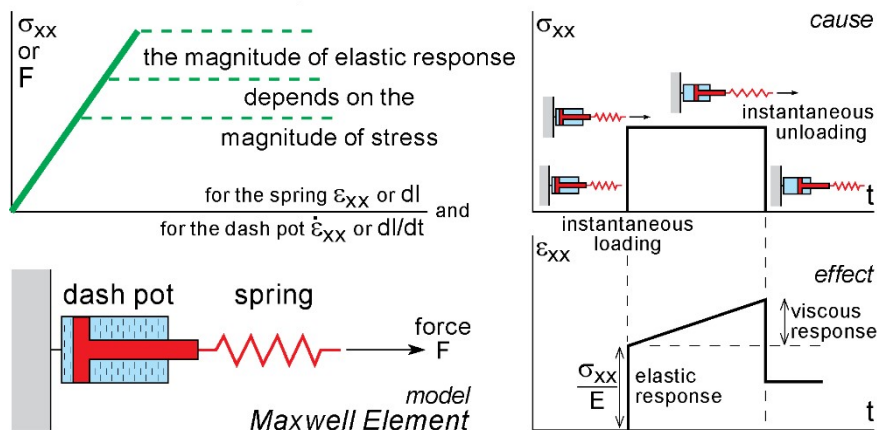 σxx
or
F
the magnitude of elastic response
depends on the
magnitude of stress
for the spring εxx or dl
and
for the dash pot ε̇xx or dl/dt
dash pot
spring
force
F
model
Maxwell Element
σxx
cause
instantaneous
unloading
t
instantaneous
loading
εxx
effect
viscous
response
σxx
E
elastic
response
t